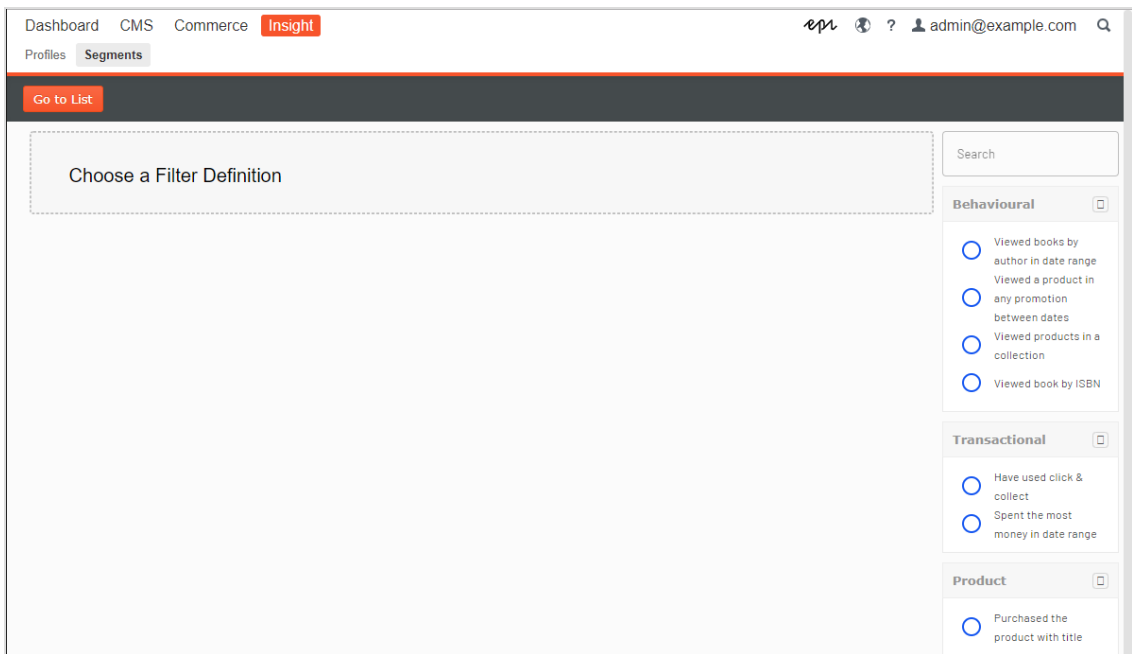 Dashboard CMS Commerce Insight
epi ? admin@example.com
Profiles Segments
Go to List
Choose a Filter Definition
Search
Behavioural
Viewed books by
author in date range
Viewed a product in
any promotion
between dates
Viewed products in a
collection
Viewed book by ISBN
Transactional
Have used click &
collect
Spent the most
money in date range
Product
Purchased the
product with title